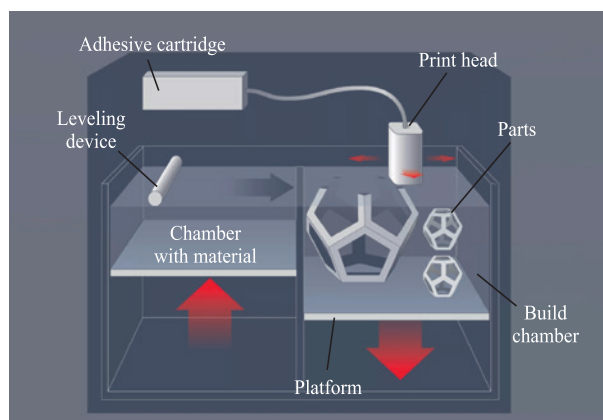 Adhesive cartridge
Print head
Leveling
device
Parts
Chamber
with material
Build
chamber
Platform